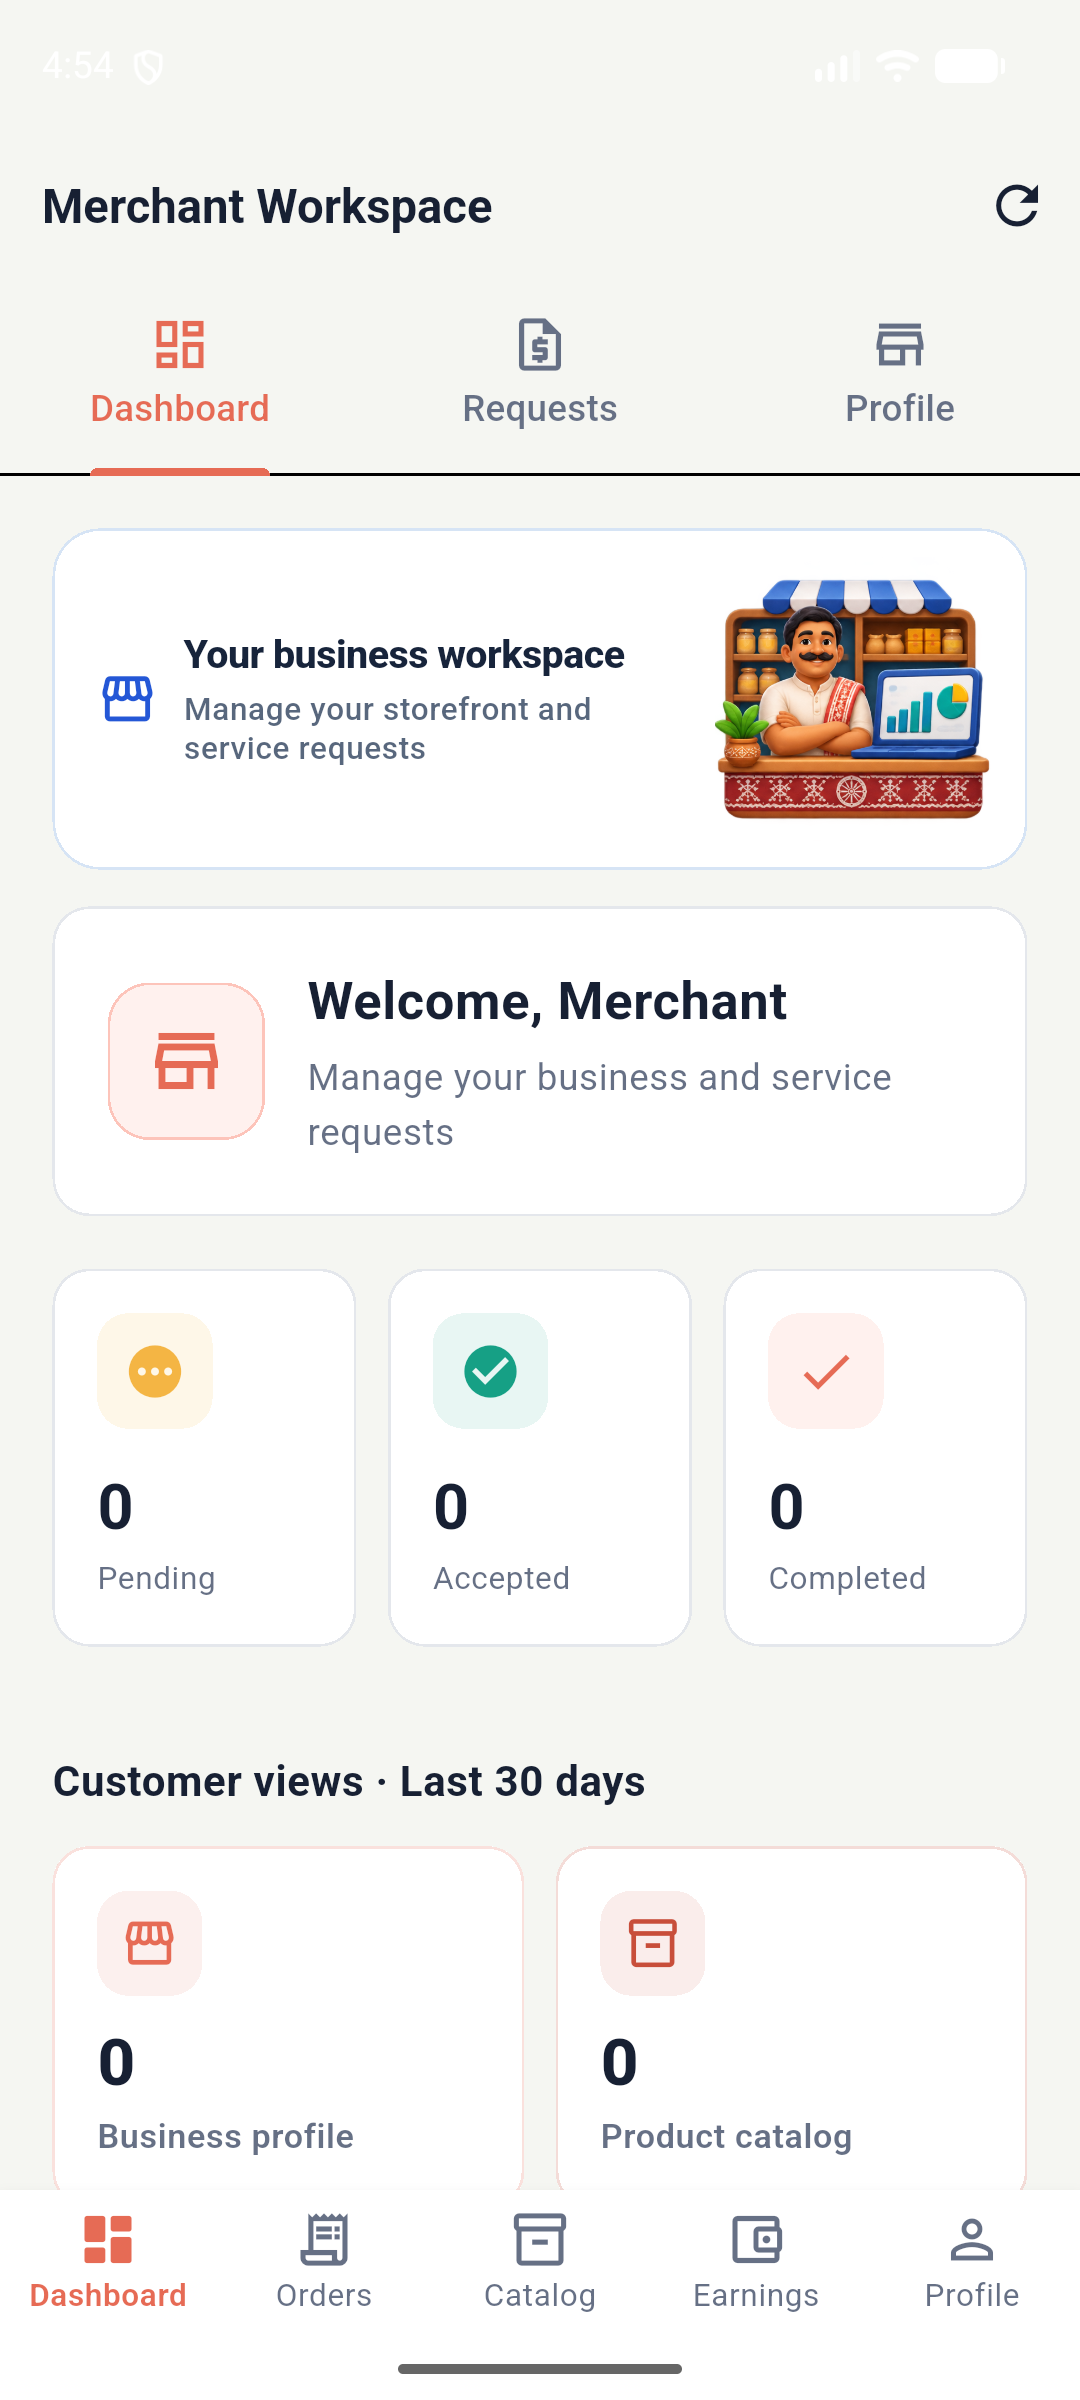 4:54
Merchant Workspace
Dashboard
Requests
Profile
Your business workspace
Manage your storefront and
service requests
Welcome, Merchant
Manage your business and service
requests
0
Pending
0
Accepted
0
Completed
Customer views · Last 30 days
0
Business profile
0
Product catalog
Dashboard
Orders
Catalog
Earnings
Profile